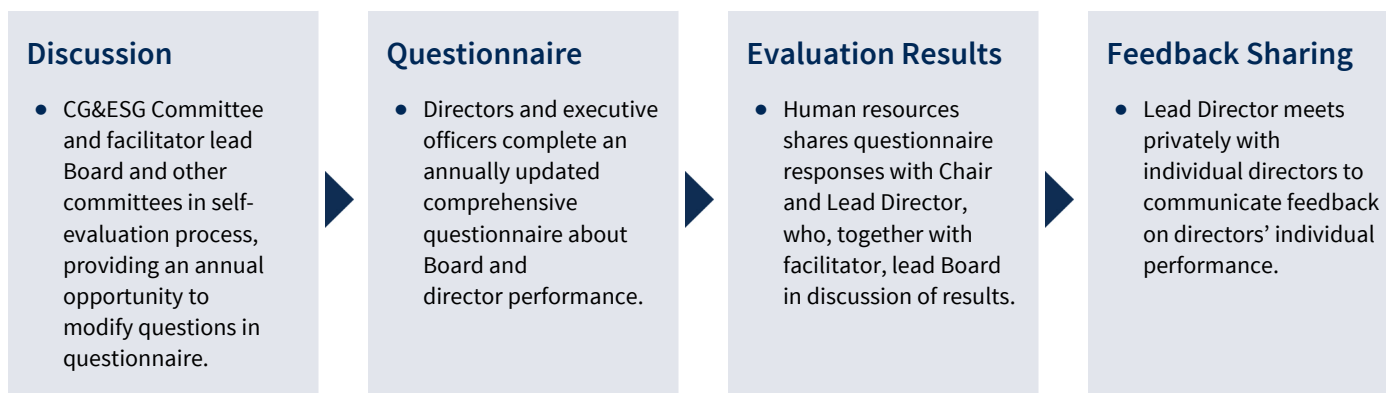 Discussion
• CG&ESG Committee
and facilitator lead
Board and other
committees in self-
evaluation process,
providing an annual
opportunity to
modify questions in
questionnaire.
Questionnaire
• Directors and executive
officers complete an
annually updated
comprehensive
questionnaire about
Board and
director performance.
Evaluation Results
• Human resources
shares questionnaire
responses with Chair
and Lead Director,
who, together with
facilitator, lead Board
in discussion of results.
Feedback Sharing
• Lead Director meets
privately with
individual directors to
communicate feedback
on directors’ individual
performance.